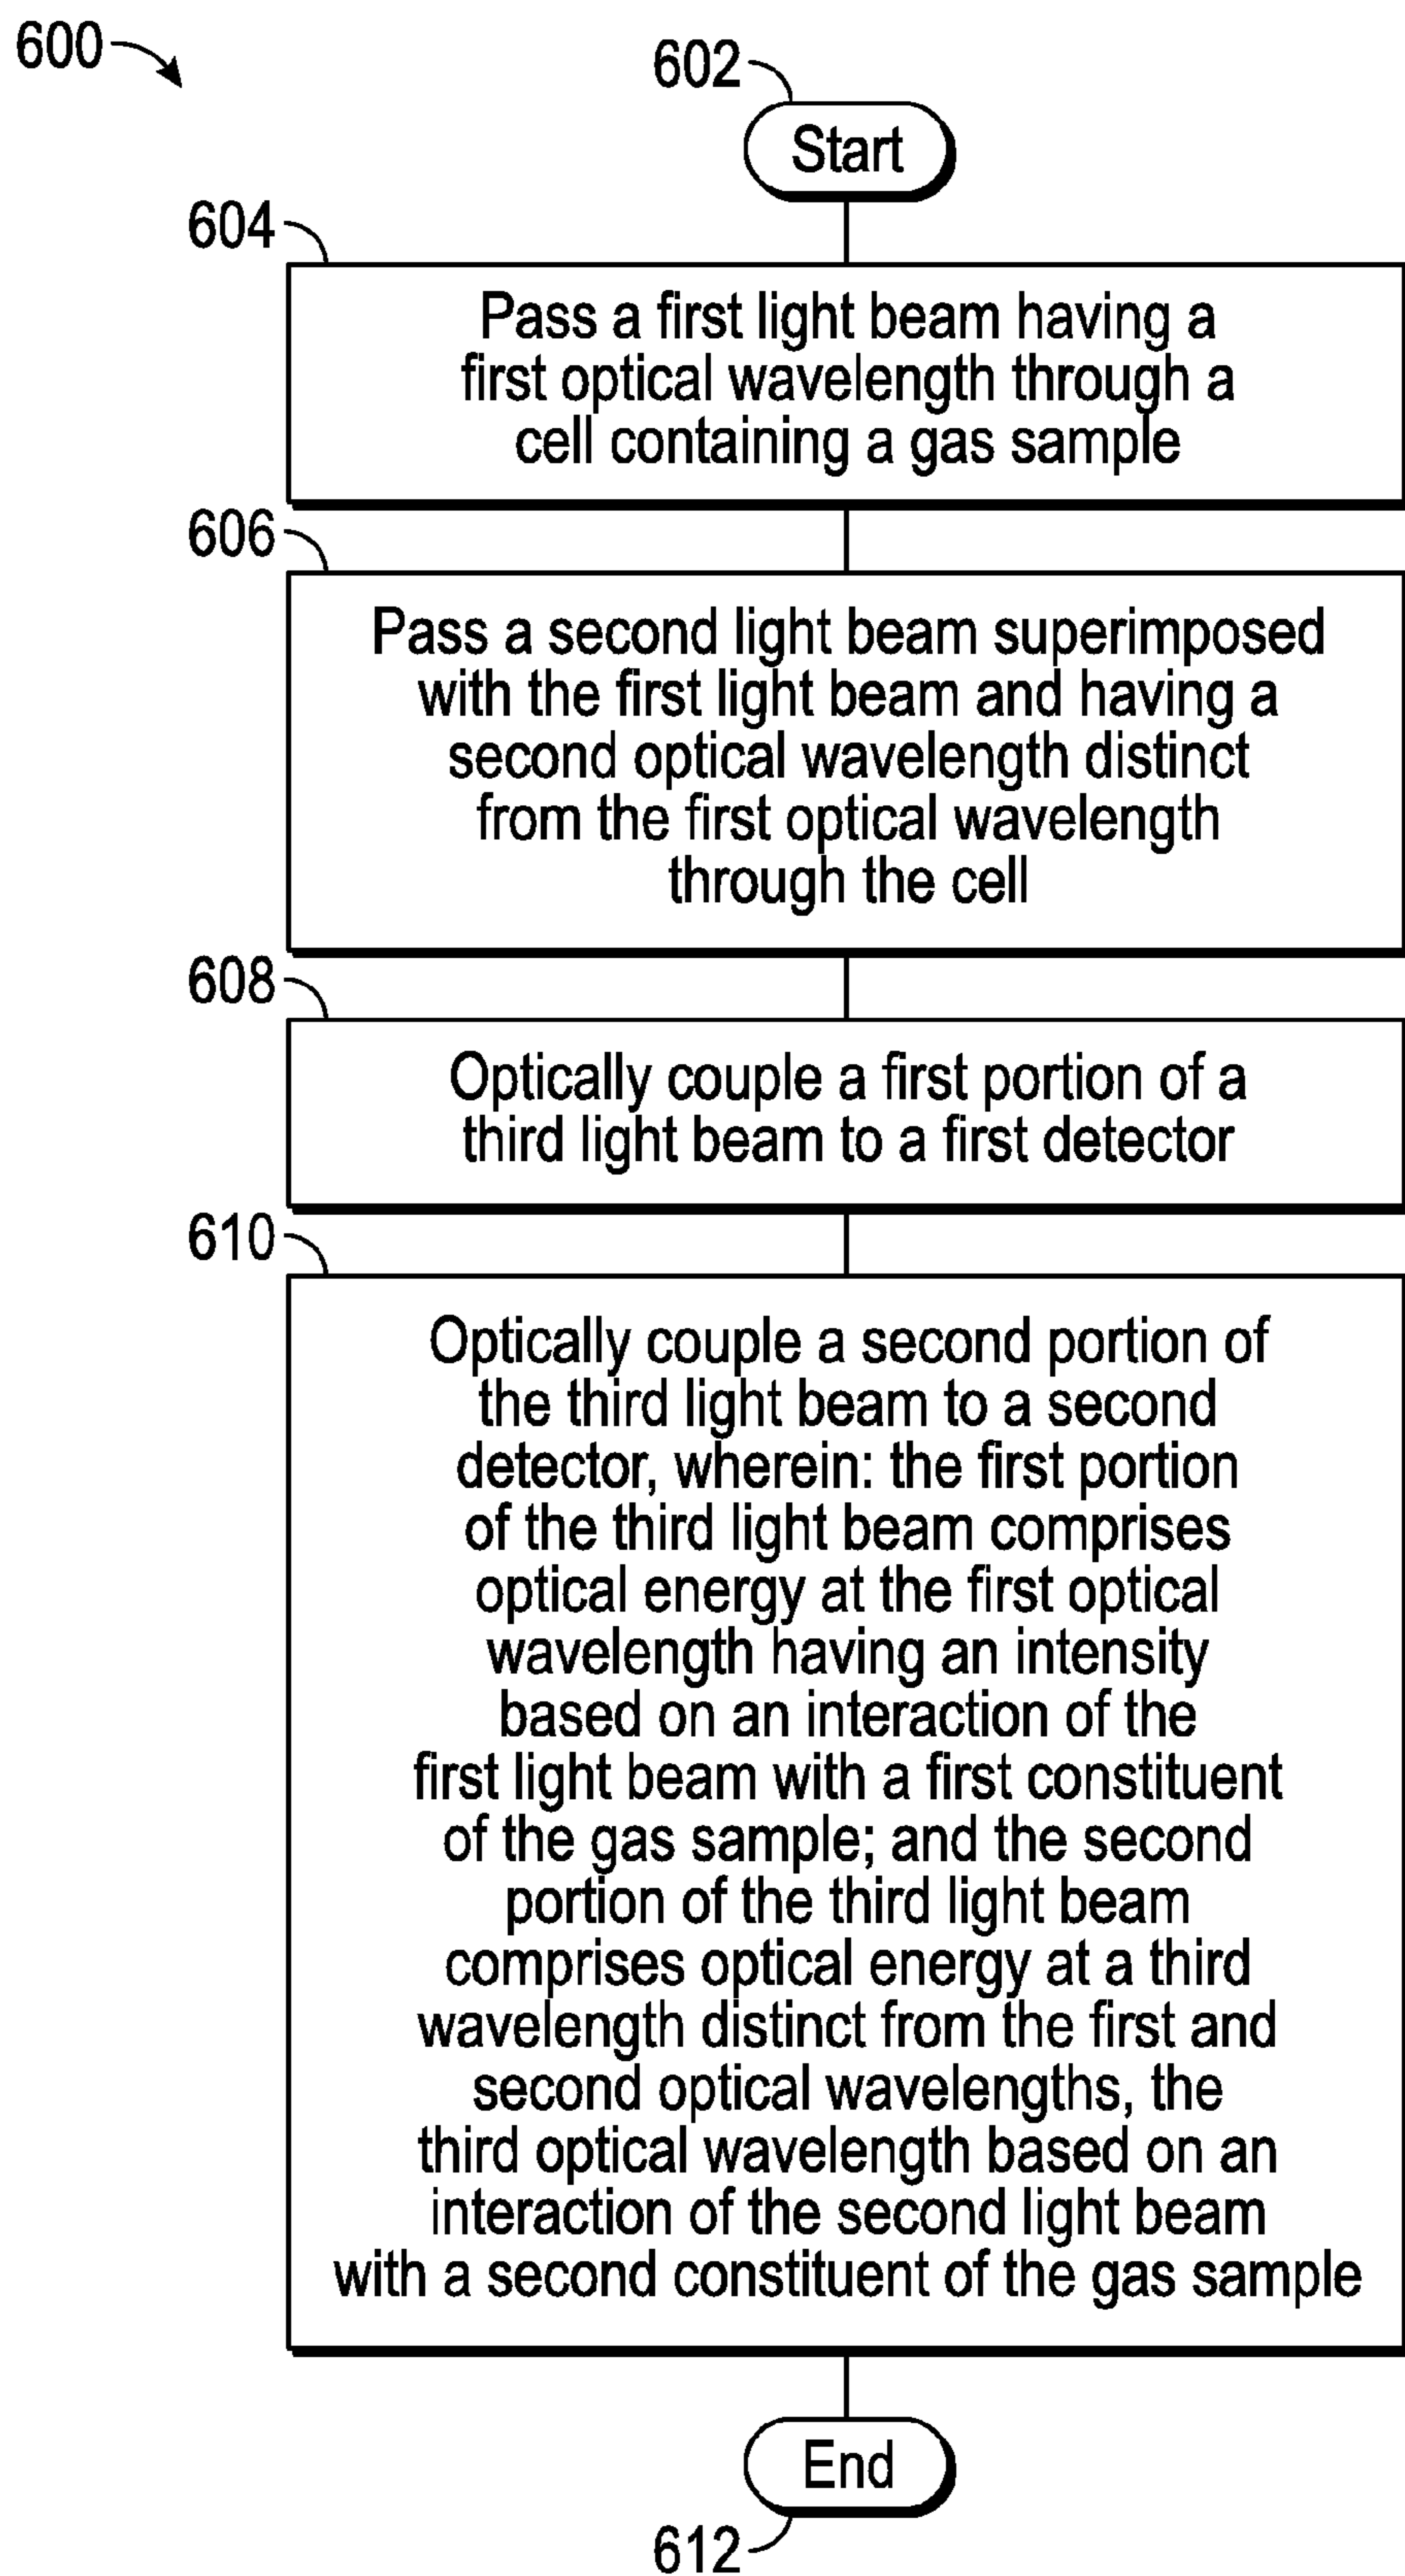 600
602
Start
604
Pass a first light beam having a
first optical wavelength through a
cell containing a gas sample
606
Pass a second light beam superimposed
with the first light beam and having a
second optical wavelength distinct
from the first optical wavelength
through the cell
608
Optically couple a first portion of a
third light beam to a first detector
610
Optically couple a second portion of
the third light beam to a second
detector, wherein: the first portion
of the third light beam comprises
optical energy at the first optical
wavelength having an intensity
based on an interaction of the
first light beam with a first constituent
of the gas sample; and the second
portion of the third light beam
comprises optical energy at a third
wavelength distinct from the first and
second optical wavelengths, the
third optical wavelength based on an
interaction of the second light beam
with a second constituent of the gas sample
End
612